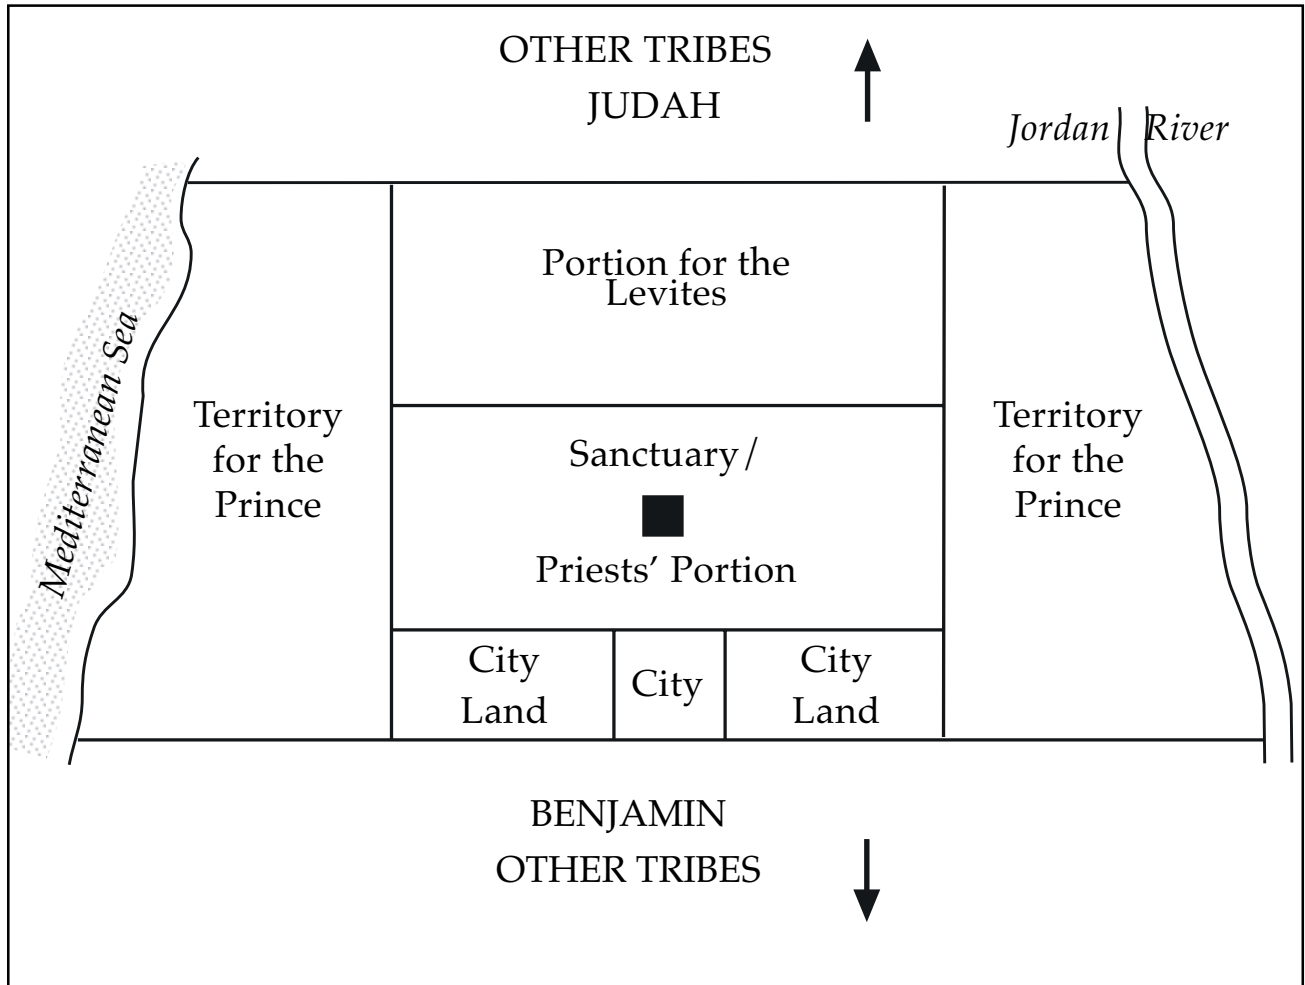 OTHER TRIBES
JUDAH
Jordan River
Portion for the
Levites
Mediterranean Sea
Territory
for the
Prince
Sanctuary/
Priests’ Portion
Territory
for the
Prince
City
Land
City
City
Land
BENJAMIN
OTHER TRIBES